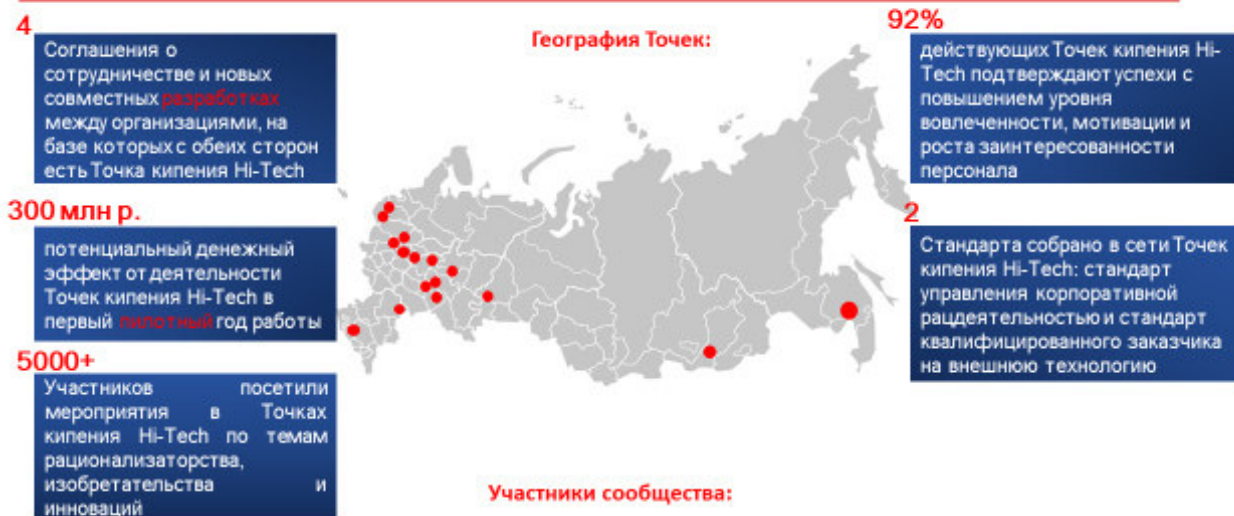 4
Соглашения о
сотрудничестве и новых
совместных разработках
между организациями, на
базе которых с обеих сторон
есть Точка кипения Hi-Tech
300 млн р.
потенциальный денежный
эффект от деятельности
Точек кипения Hi-Tech в
первый пилотный год работы
5000+
Участников посетили
мероприятия в Точках
кипения Hi-Tech по темам
рационализаторства,
изобретательства и
инноваций
География Точек:
Участники сообщества:
92%
действующих Точек кипения Hi-
Tech подтверждают успехи с
повышением уровня
вовлеченности, мотивации и
роста заинтересованности
персонала
2
Стандарта собрано в сети Точек
кипения Hi-Tech: стандарт
управления корпоративной
рацдеятельностью и стандарт
квалифицированного заказчика
на внешнюю технологию